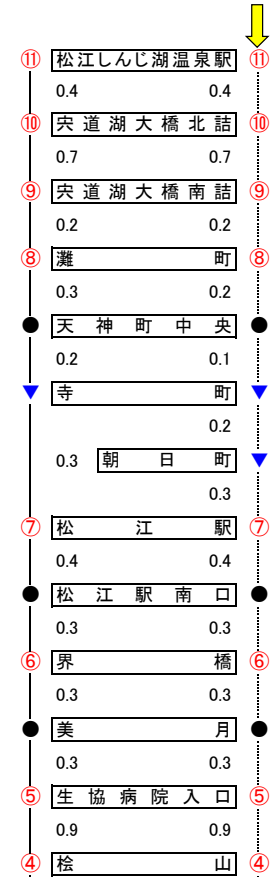 ⑪ 松江しんじ湖温泉駅 ⑪
0.4 0.4
⑩ 宍道湖大橋北詰 ⑩
0.7 0.7
⑨ 宍道湖大橋南詰 ⑨
0.2 0.2
⑧ 灘町 ⑧
0.3 0.2
天神町中央
0.2 0.1
寺町
0.2
0.3 朝日町
0.3
⑦ 松江駅 ⑦
0.4 0.4
松江駅南口
0.3 0.3
⑥ 界橋 ⑥
0.3 0.3
美月
0.3 0.3
⑤ 生協病院入口 ⑤
0.9 0.9
④ 桧山 ④